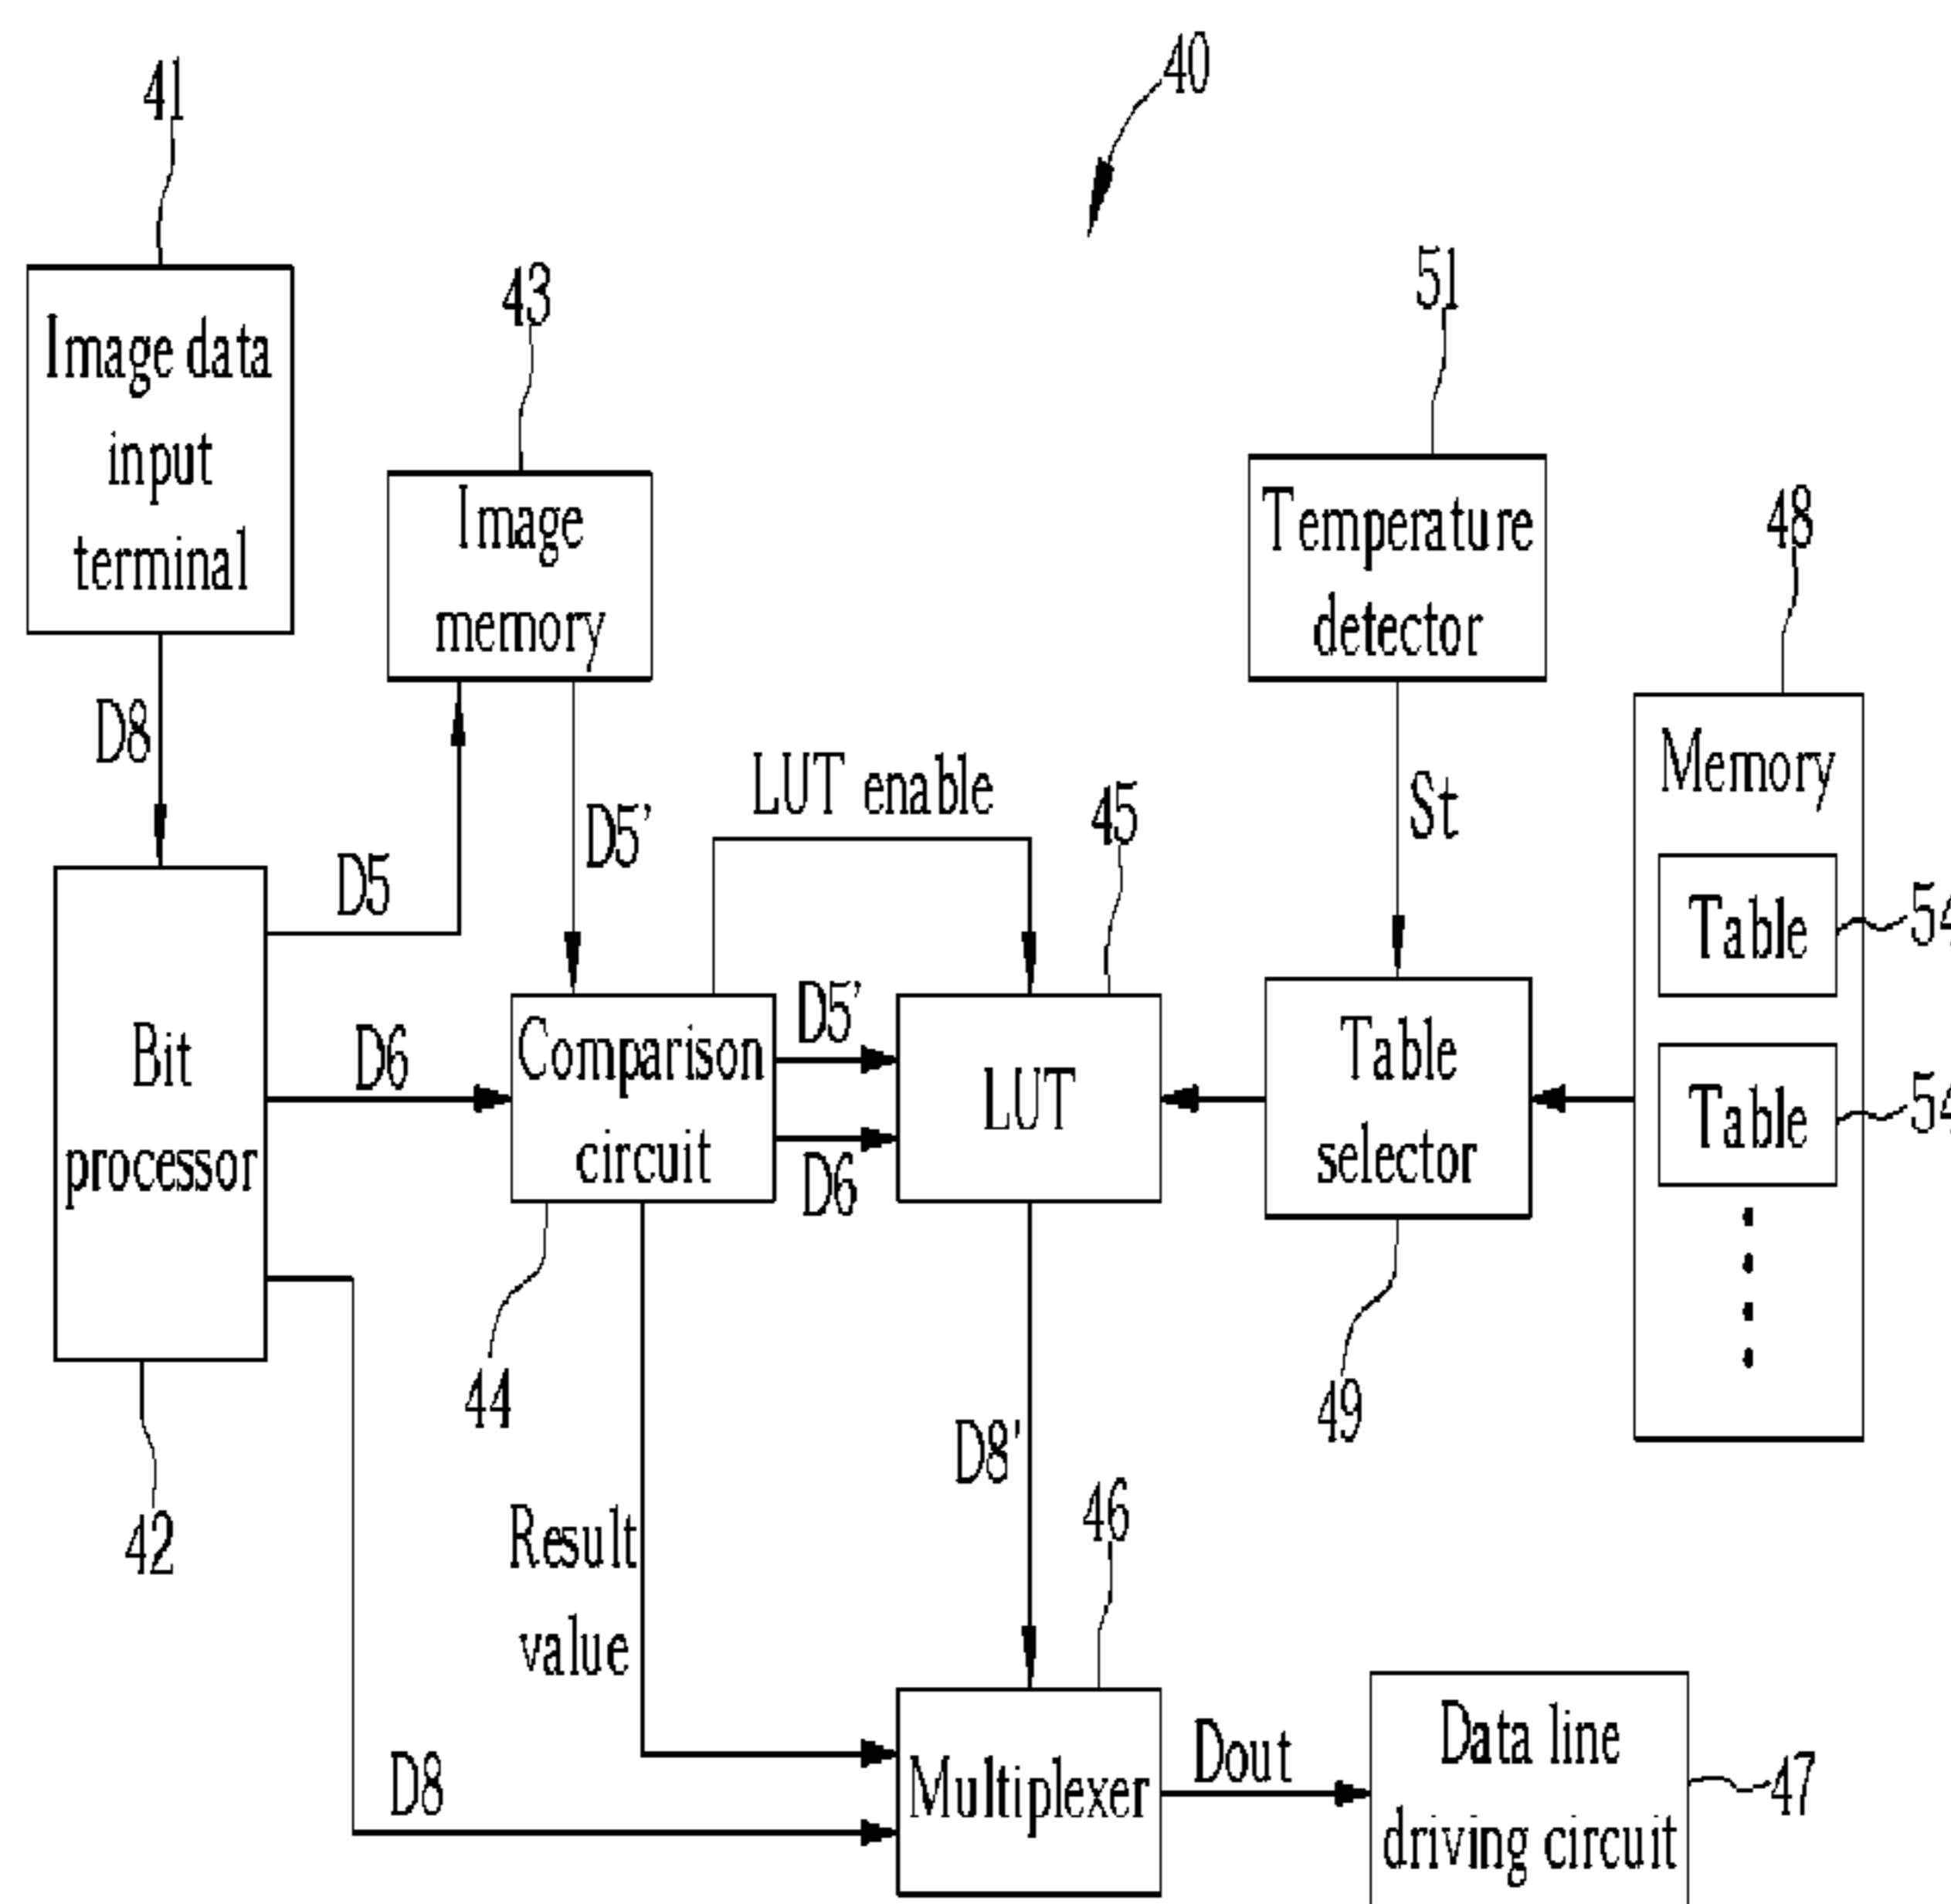 40
41
Image data
input
terminal
43
Image
memory
51
Temperature
detector
48
Memory
D8
D5
D5'
LUT enable
45
St
Table
54
Table
54
Bit
processor
D6
Comparison
circuit
D5'
D6
LUT
Table
selector
44
49
42
Result
value
D8'
46
D8
Multiplexer
Dout
Data line
driving circuit
47